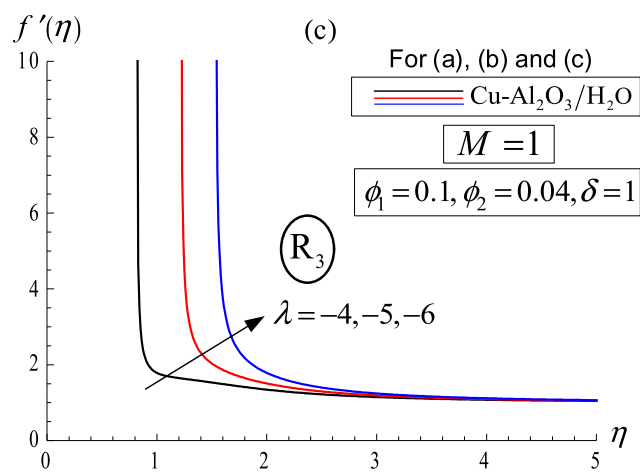 f ′(η)
(c)
For (a), (b) and (c)
Cu-Al₂O₃/H₂O
M = 1
ϕ₁ = 0.1, ϕ₂ = 0.04, δ = 1
R₃
λ = −4, −5, −6
10
8
6
4
2
0
0 1 2 3 4 5
η